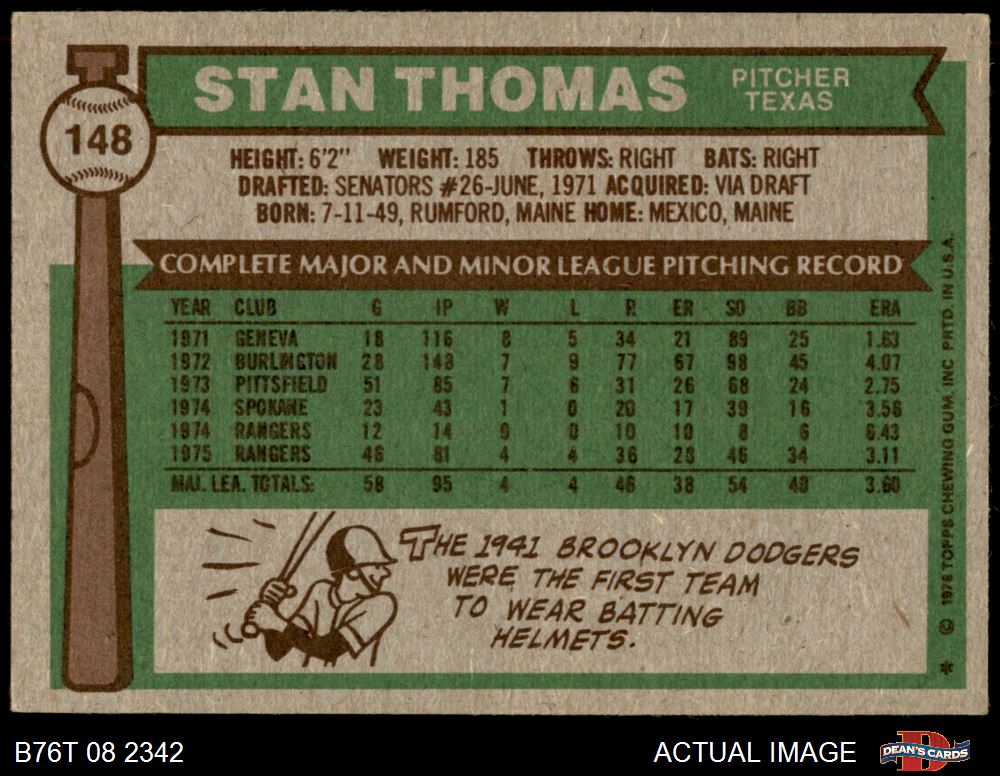 148
STAN THOMAS
PITCHER
TEXAS
HEIGHT: 6'2" WEIGHT: 185 THROWS: RIGHT BATS: RIGHT
DRAFTED: SENATORS #26-JUNE, 1971 ACQUIRED: VIA DRAFT
BORN: 7-11-49, RUMFORD, MAINE HOME: MEXICO, MAINE
COMPLETE MAJOR AND MINOR LEAGUE PITCHING RECORD
YEAR CLUB G IP W L R ER SO BB ERA
1971 GENEVA 18 116 8 5 34 21 89 25 1.63
1972 BURLINGTON 28 148 7 9 77 67 98 45 4.07
1973 PITTSFIELD 51 85 7 6 31 26 68 24 2.75
1974 SPOKANE 23 43 1 0 20 17 39 16 3.56
1974 RANGERS 12 14 0 0 10 10 8 6 6.43
1975 RANGERS 46 81 4 4 36 28 46 34 3.11
MAJ. LEA. TOTALS: 58 95 4 4 46 38 54 40 3.60
THE 1941 BROOKLYN DODGERS
WERE THE FIRST TEAM
TO WEAR BATTING
HELMETS.
* © 1976 TOPPS CHEWING GUM, INC PRTD. IN U.S.A.
B76T 08 2342
ACTUAL IMAGE
DEAN'S CARDS